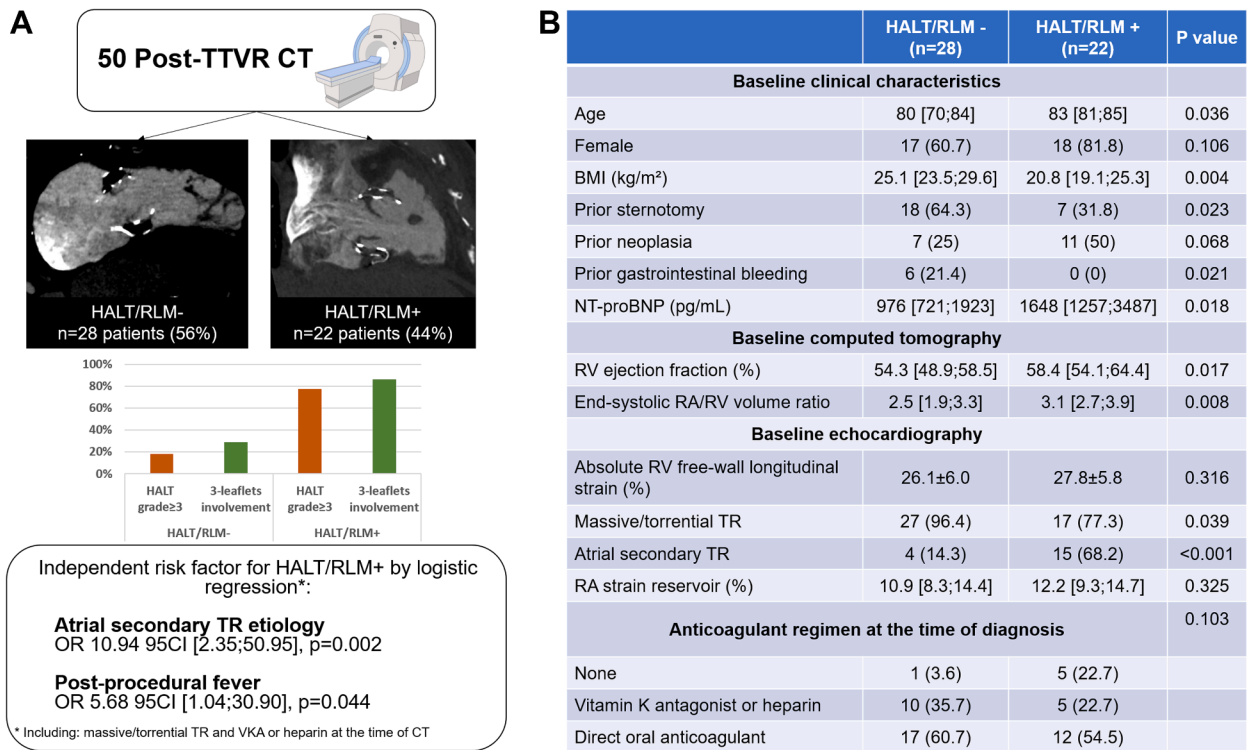 A
50 Post-TTVR CT
HALT/RLM-
n=28 patients (56%)
HALT/RLM+
n=22 patients (44%)
100%
80%
60%
40%
20%
0%
HALT grade≥3
3-leaflets involvement
HALT grade≥3
3-leaflets involvement
HALT/RLM-
HALT/RLM+
Independent risk factor for HALT/RLM+ by logistic
regression*:
Atrial secondary TR etiology
OR 10.94 95CI [2.35;50.95], p=0.002
Post-procedural fever
OR 5.68 95CI [1.04;30.90], p=0.044
* Including: massive/torrential TR and VKA or heparin at the time of CT
B
HALT/RLM - (n=28) HALT/RLM + (n=22) P value
Baseline clinical characteristics
Age 80 [70;84] 83 [81;85] 0.036
Female 17 (60.7) 18 (81.8) 0.106
BMI (kg/m²) 25.1 [23.5;29.6] 20.8 [19.1;25.3] 0.004
Prior sternotomy 18 (64.3) 7 (31.8) 0.023
Prior neoplasia 7 (25) 11 (50) 0.068
Prior gastrointestinal bleeding 6 (21.4) 0 (0) 0.021
NT-proBNP (pg/mL) 976 [721;1923] 1648 [1257;3487] 0.018
Baseline computed tomography
RV ejection fraction (%) 54.3 [48.9;58.5] 58.4 [54.1;64.4] 0.017
End-systolic RA/RV volume ratio 2.5 [1.9;3.3] 3.1 [2.7;3.9] 0.008
Baseline echocardiography
Absolute RV free-wall longitudinal
strain (%) 26.1±6.0 27.8±5.8 0.316
Massive/torrential TR 27 (96.4) 17 (77.3) 0.039
Atrial secondary TR 4 (14.3) 15 (68.2) <0.001
RA strain reservoir (%) 10.9 [8.3;14.4] 12.2 [9.3;14.7] 0.325
Anticoagulant regimen at the time of diagnosis 0.103
None 1 (3.6) 5 (22.7)
Vitamin K antagonist or heparin 10 (35.7) 5 (22.7)
Direct oral anticoagulant 17 (60.7) 12 (54.5)